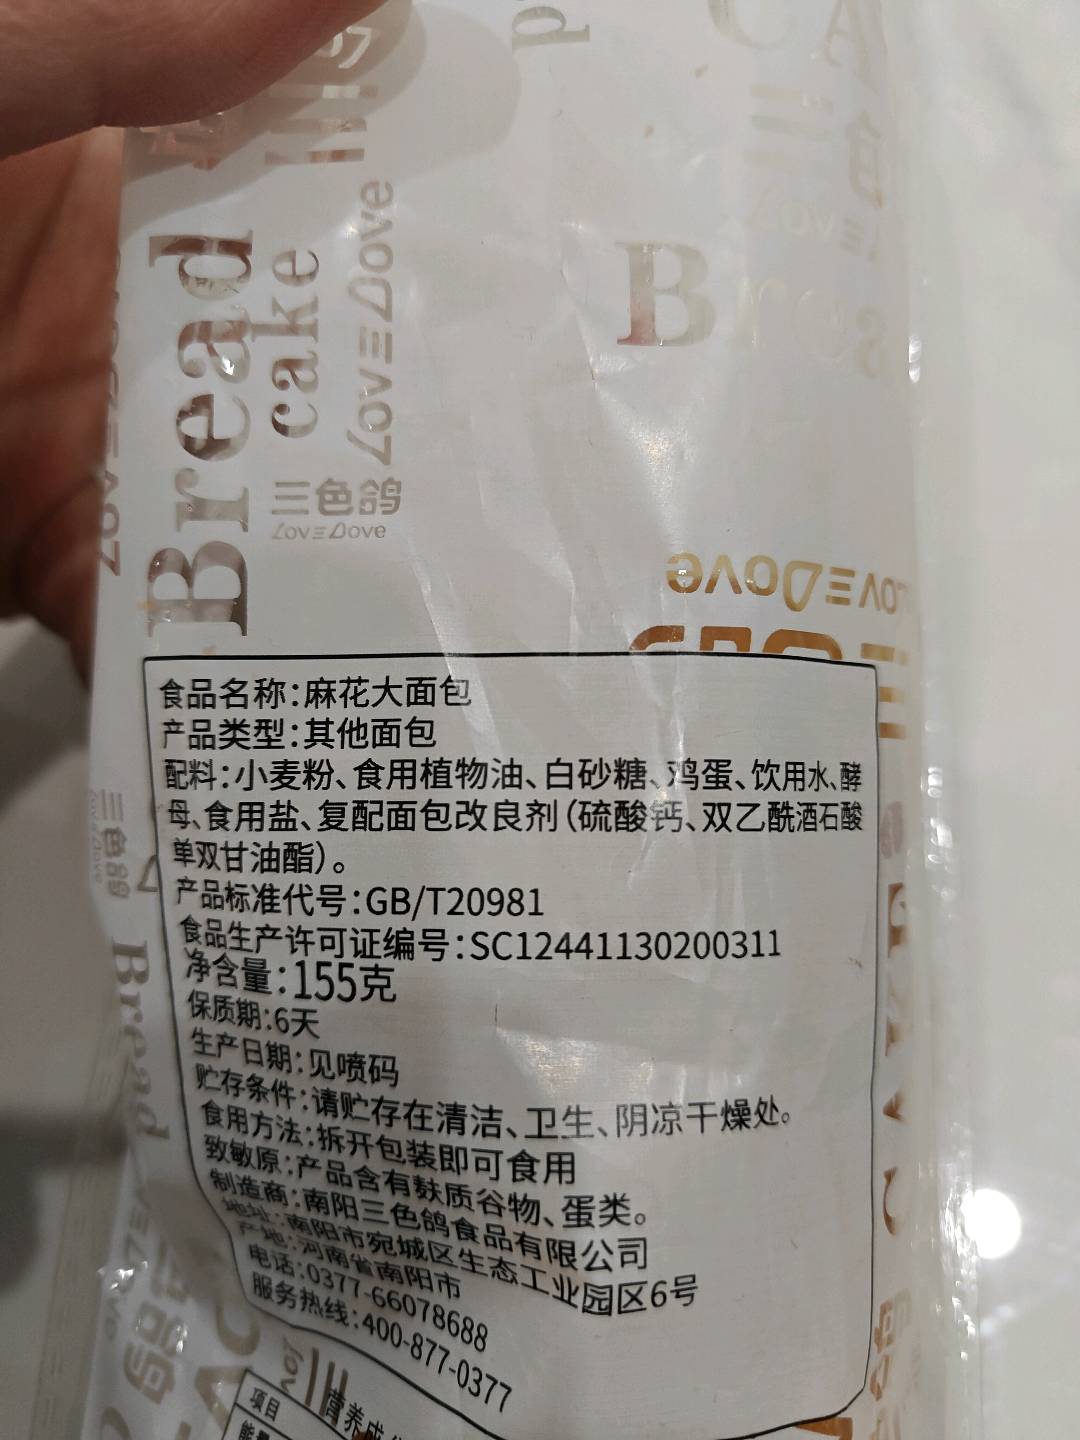 Bread
cake
LovEDove
三色鸽
LovEDove
B
LovEDove
食品名称:麻花大面包
产品类型:其他面包
配料:小麦粉、食用植物油、白砂糖、鸡蛋、饮用水、酵
母、食用盐、复配面包改良剂(硫酸钙、双乙酰酒石酸
单双甘油酯)。
产品标准代号:GB/T20981
食品生产许可证编号:SC12441130200311
净含量:155克
保质期:6天
生产日期:见喷码
贮存条件:请贮存在清洁、卫生、阴凉干燥处。
食用方法:拆开包装即可食用
致敏原:产品含有麸质谷物、蛋类。
制造商:南阳三色鸽食品有限公司
地址:南阳市宛城区生态工业园区6号
产地:河南省南阳市
电话:0377-66078688
服务热线:400-877-0377
三色鸽
Bread
营养成
项目